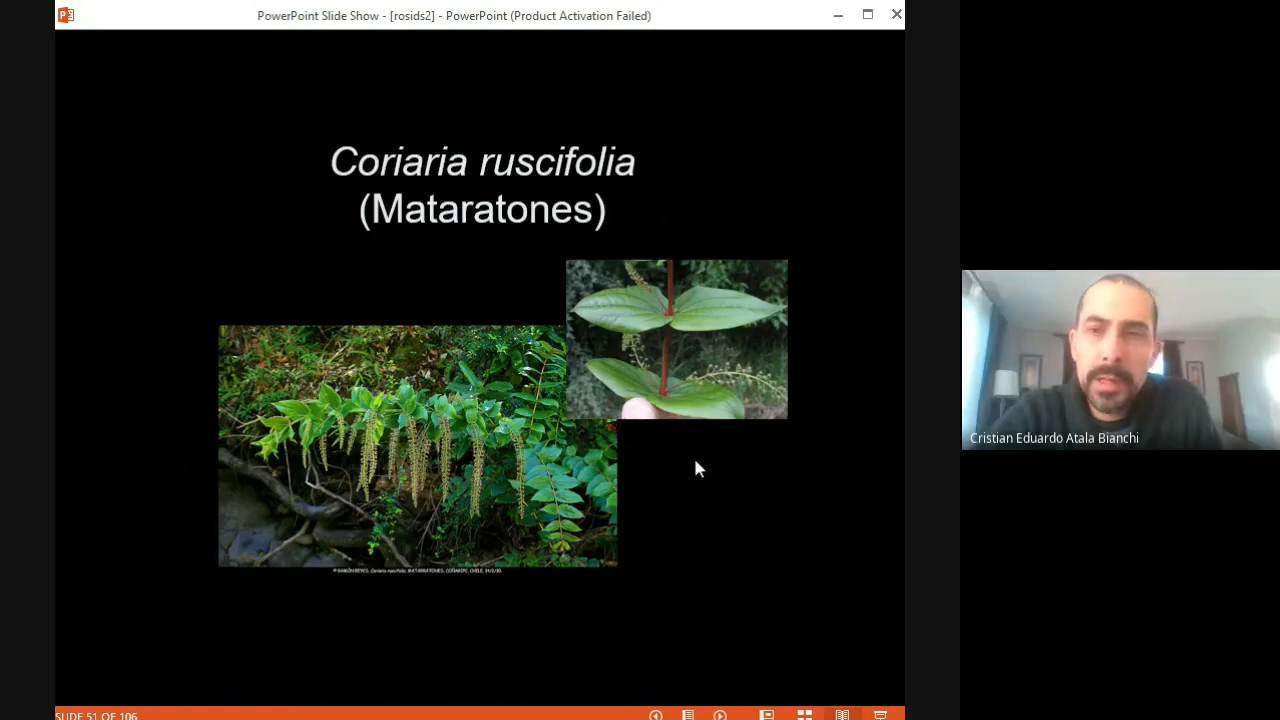 PowerPoint Slide Show - [rosids2] - PowerPoint (Product Activation Failed)
Coriaria ruscifolia
(Mataratones)
Cristian Eduardo Atala Bianchi
SLIDE 51 OF 106